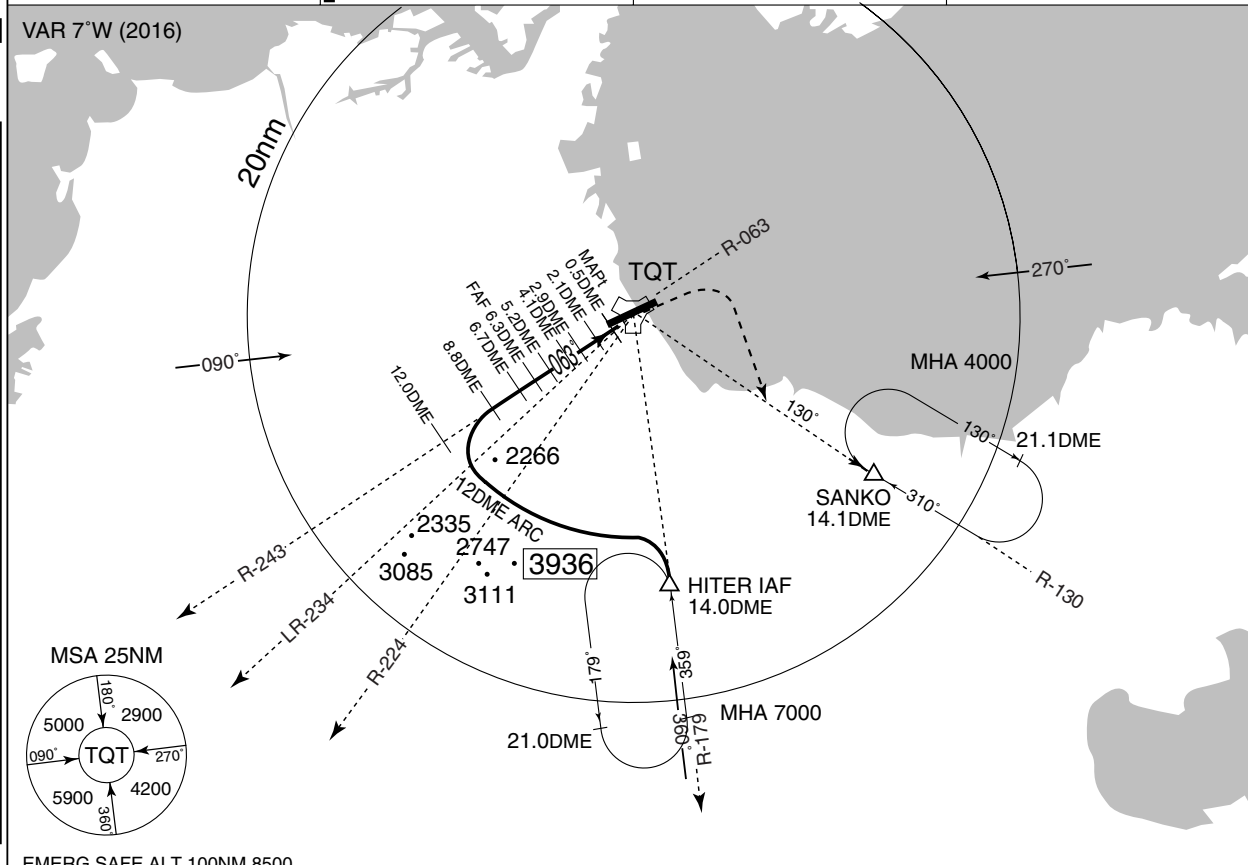 VAR 7˚W (2016)
20nm
R-063
TQT
270˚
MAPt
0.5DME
2.1DME
2.9DME
4.1DME
5.2DME
FAF 6.3DME
6.7DME
8.8DME
12.0DME
063˚
090˚
MHA 4000
130˚
130˚
21.1DME
2266
SANKO
14.1DME
310˚
12DME ARC
2335
2747
3936
3085
3111
HITER IAF
14.0DME
R-130
R-243
LR-234
R-224
179˚
359˚
MSA 25NM
MHA 7000
21.0DME
360˚
R-179
180˚
5000
2900
090˚
TQT
270˚
5900
4200
360˚
EMERG SAFE ALT 100NM 8500